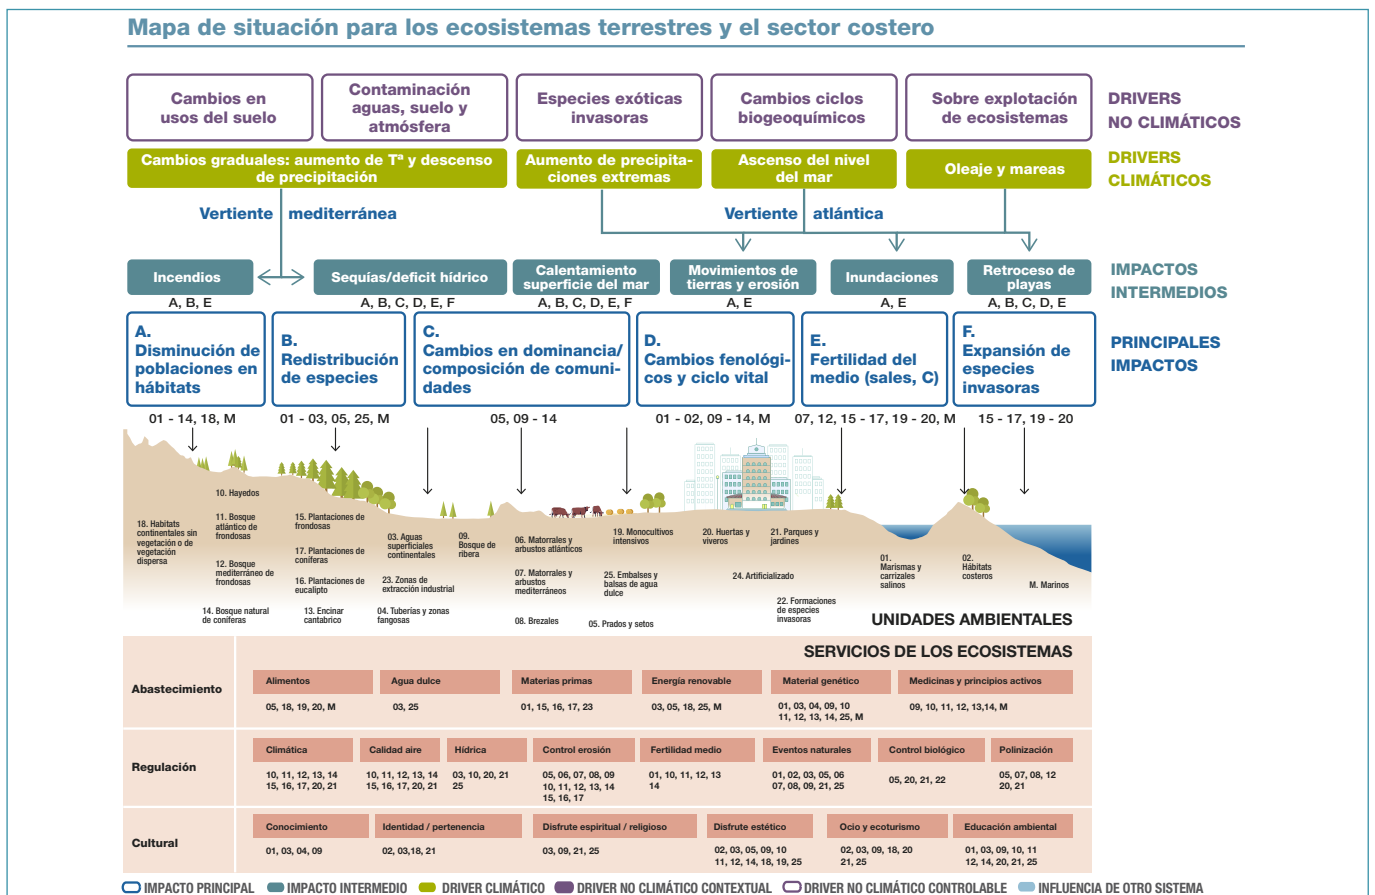 Mapa de situación para los ecosistemas terrestres y el sector costero
Cambios en
usos del suelo
Contaminación
aguas, suelo y
atmósfera
Especies exóticas
invasoras
Cambios ciclos
biogeoquímicos
Sobre explotación
de ecosistemas
DRIVERS
NO CLIMÁTICOS
Cambios graduales: aumento de Tª y descenso
de precipitación
Aumento de precipita-
ciones extremas
Ascenso del nivel
del mar
Oleaje y mareas
DRIVERS
CLIMÁTICOS
Vertiente mediterránea
Vertiente atlántica
Incendios
Sequías/deficit hídrico
Calentamiento
superficie del mar
Movimientos de
tierras y erosión
Inundaciones
Retroceso de
playas
IMPACTOS
INTERMEDIOS
A, B, E
A, B, C, D, E, F
A, B, C, D, E, F
A, E
A, E
A, B, C, D, E
A.
Disminución de
poblaciones en
hábitats
B.
Redistribución
de especies
C.
Cambios en dominancia/
composición de comuni-
dades
D.
Cambios fenológi-
cos y ciclo vital
E.
Fertilidad del
medio (sales, C)
F.
Expansión de
especies
invasoras
PRINCIPALES
IMPACTOS
01 - 14, 18, M
01 - 03, 05, 25, M
05, 09 - 14
01 - 02, 09 - 14, M
07, 12, 15 - 17, 19 - 20, M
15 - 17, 19 - 20
18. Habitats
continentales sin
vegetación o de
vegetación
dispersa
10. Hayedos
11. Bosque
atlántico de
frondosas
12. Bosque
mediterráneo de
frondosas
14. Bosque natural
de coníferas
15. Plantaciones de
frondosas
17. Plantaciones de
coníferas
16. Plantaciones de
eucalipto
13. Encinar
cantabrico
03. Aguas
superficiales
continentales
23. Zonas de
extracción industrial
04. Tuberías y zonas
fangosas
09.
Bosque de
ribera
06. Matorrales y
arbustos atlánticos
07. Matorrales y
arbustos
mediterráneos
08. Brezales
19. Monocultivos
intensivos
25. Embalses y
balsas de agua
dulce
05. Prados y setos
20. Huertas y
viveros
24. Artificializado
21. Parques y
jardines
22. Formaciones
de especies
invasoras
01.
Marismas y
carrizales
salinos
02.
Hábitats
costeros
M. Marinos
UNIDADES AMBIENTALES
SERVICIOS DE LOS ECOSISTEMAS
Abastecimiento
Alimentos
05, 18, 19, 20, M
Agua dulce
03, 25
Materias primas
01, 15, 16, 17, 23
Energía renovable
03, 05, 18, 25, M
Material genético
01, 03, 04, 09, 10
11, 12, 13, 14, 25, M
Medicinas y principios activos
09, 10, 11, 12, 13,14, M
Regulación
Climática
10, 11, 12, 13, 14
15, 16, 17, 20, 21
Calidad aire
10, 11, 12, 13, 14
15, 16, 17, 20, 21
Hídrica
03, 10, 20, 21
25
Control erosión
05, 06, 07, 08, 09
10, 11, 12, 13, 14
15, 16, 17
Fertilidad medio
01, 10, 11, 12, 13
14
Eventos naturales
01, 02, 03, 05, 06
07, 08, 09, 21, 25
Control biológico
05, 20, 21, 22
Polinización
05, 07, 08, 12
20, 21
Cultural
Conocimiento
01, 03, 04, 09
Identidad / pertenencia
02, 03,18, 21
Disfrute espiritual / religioso
03, 09, 21, 25
Disfrute estético
02, 03, 05, 09, 10
11, 12, 14, 18, 19, 25
Ocio y ecoturismo
02, 03, 09, 18, 20
21, 25
Educación ambiental
01, 03, 09, 10, 11
12, 14, 20, 21, 25
IMPACTO PRINCIPAL
IMPACTO INTERMEDIO
DRIVER CLIMÁTICO
DRIVER NO CLIMÁTICO CONTEXTUAL
DRIVER NO CLIMÁTICO CONTROLABLE
INFLUENCIA DE OTRO SISTEMA